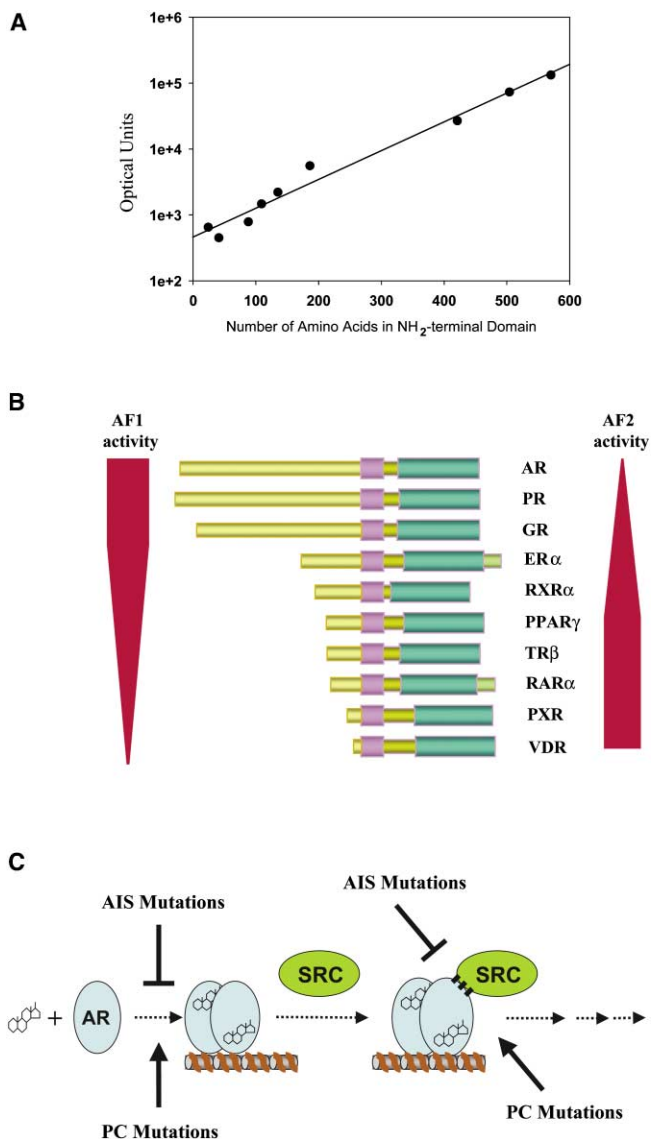 A
1e+6
1e+5
1e+4
1e+3
1e+2
Optical Units
0 100 200 300 400 500 600
Number of Amino Acids in NH2-terminal Domain
B
AF1
activity
AF2
activity
AR
PR
GR
ERα
RXRα
PPARγ
TRβ
RARα
PXR
VDR
C
AIS Mutations
AIS Mutations
SRC
SRC
+
AR
PC Mutations
PC Mutations